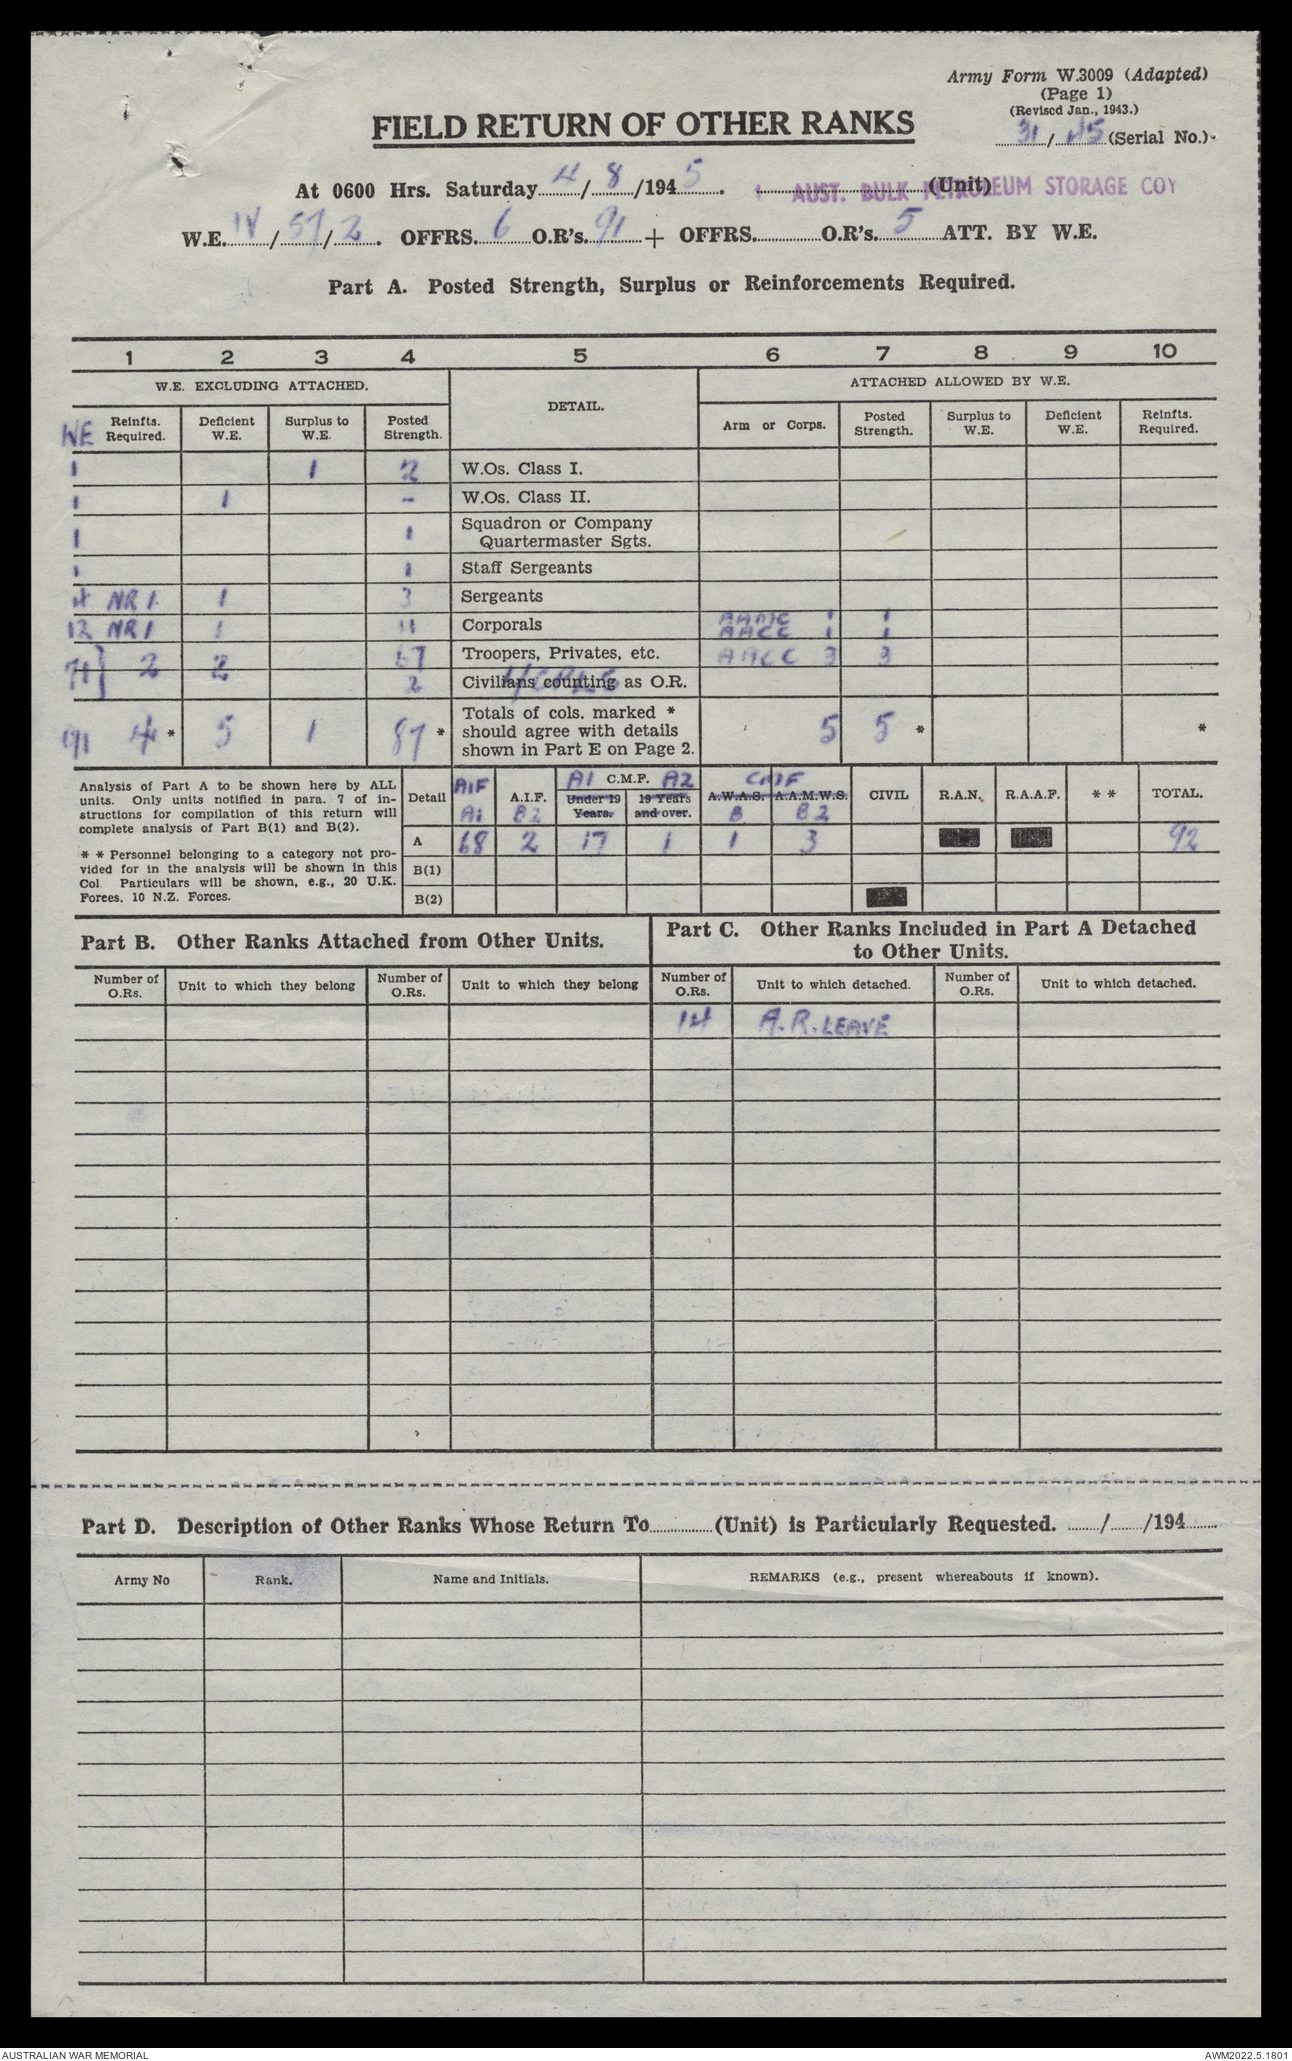 Army Form W.3009 (Adapted)
(Page 1)
(Revised Jan., 1943.)
31/45 (Serial No.)
FIELD RETURN OF OTHER RANKS
At 0600 Hrs. Saturday 4/8/1945. 1 AUST. BULK PETROLEUM STORAGE COY (Unit)
W.E. IV/57/2. OFFRS. 6 O.R's. 91 + OFFRS. O.R's. 5 ATT. BY W.E.
Part A. Posted Strength, Surplus or Reinforcements Required.
1 2 3 4 5 6 7 8 9 10
W.E. EXCLUDING ATTACHED. DETAIL. ATTACHED ALLOWED BY W.E.
WE Reinfts. Required. Deficient W.E. Surplus to W.E. Posted Strength. Arm or Corps. Posted Strength. Surplus to W.E. Deficient W.E. Reinfts. Required.
1 1 2 W.Os. Class I.
1 1 - W.Os. Class II.
1 1 Squadron or Company Quartermaster Sgts.
1 1 Staff Sergeants
4 NR 1. 1 3 Sergeants
12 NR 1 1 11 Corporals AAMC 1 1
AACC 1 1
71} 2 2 67 Troopers, Privates, etc. AACC 3 3
2 Civilians counting as O.R. L/CPLS
91 4 * 5 1 87 * Totals of cols. marked * should agree with details shown in Part E on Page 2. 5 5 * *
Analysis of Part A to be shown here by ALL
units. Only units notified in para. 7 of in-
structions for compilation of this return will
complete analysis of Part B(1) and B(2).
* * Personnel belonging to a category not pro-
vided for in the analysis will be shown in this
Col. Particulars will be shown, e.g., 20 U.K.
Forces, 10 N.Z. Forces.
Detail AIF A1 A.I.F. B2 A1 C.M.F. A2 Under 19 Years. 19 Years and over. CMF A.W.A.S. B A.A.M.W.S. B2 CIVIL R.A.N. R.A.A.F. * * TOTAL.
A 68 2 17 1 1 3 92
B(1)
B(2)
Part B. Other Ranks Attached from Other Units.
Part C. Other Ranks Included in Part A Detached
to Other Units.
Number of O.Rs. Unit to which they belong Number of O.Rs. Unit to which they belong Number of O.Rs. Unit to which detached. Number of O.Rs. Unit to which detached.
14 A.R. LEAVE
Part D. Description of Other Ranks Whose Return To (Unit) is Particularly Requested. / /194
Army No Rank. Name and Initials. REMARKS (e.g., present whereabouts if known).
AUSTRALIAN WAR MEMORIAL
AWM2022.5.1801